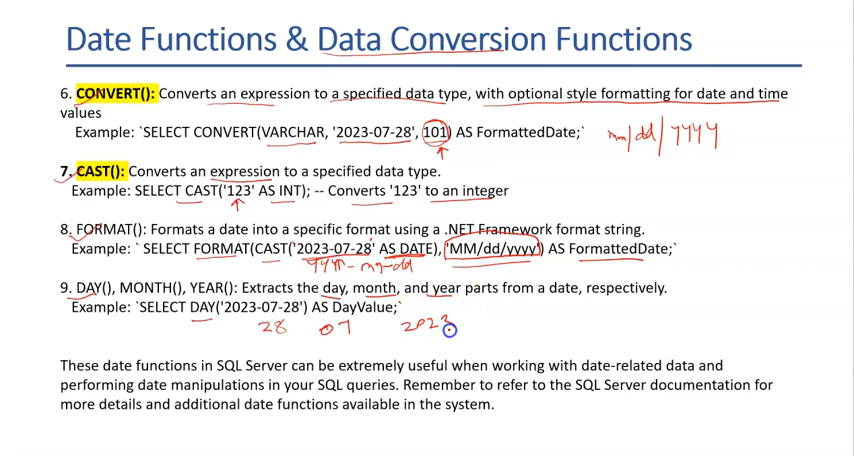 Date Functions & Data Conversion Functions
6. CONVERT(): Converts an expression to a specified data type, with optional style formatting for date and time
values
Example: `SELECT CONVERT(VARCHAR, '2023-07-28', 101) AS FormattedDate;`
mm/dd/yyyy
7. CAST(): Converts an expression to a specified data type.
Example: SELECT CAST('123' AS INT); -- Converts '123' to an integer
8. FORMAT(): Formats a date into a specific format using a .NET Framework format string.
Example: ` SELECT FORMAT(CAST('2023-07-28' AS DATE), 'MM/dd/yyyy') AS FormattedDate;`
yyyy-mm-dd
9. DAY(), MONTH(), YEAR(): Extracts the day, month, and year parts from a date, respectively.
Example: `SELECT DAY('2023-07-28') AS DayValue;`
28 07 2023
These date functions in SQL Server can be extremely useful when working with date-related data and
performing date manipulations in your SQL queries. Remember to refer to the SQL Server documentation for
more details and additional date functions available in the system.